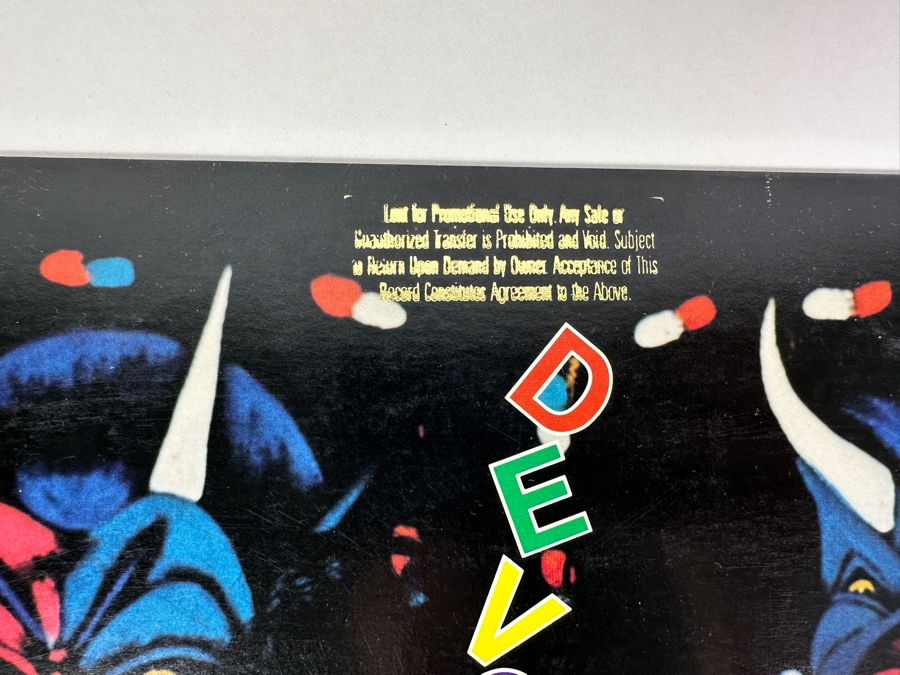 Loan for Promotional Use Only. Any Sale or
Unauthorized Transfer is Prohibited and Void. Subject
to Return Upon Demand by Owner. Acceptance of This
Record Constitutes Agreement to the Above.
D
E
V